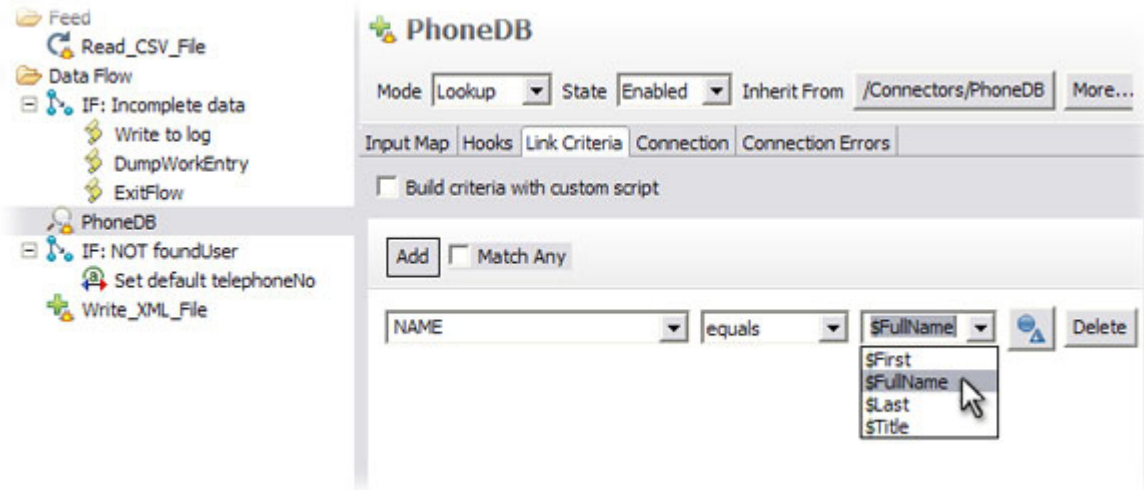 Feed
Read_CSV_File
Data Flow
IF: Incomplete data
Write to log
DumpWorkEntry
ExitFlow
PhoneDB
IF: NOT foundUser
Set default telephoneNo
Write_XML_File
PhoneDB
Mode Lookup State Enabled Inherit From /Connectors/PhoneDB More...
Input Map Hooks Link Criteria Connection Connection Errors
Build criteria with custom script
Add Match Any
NAME equals $FullName Delete
$First
$FullName
$Last
$Title